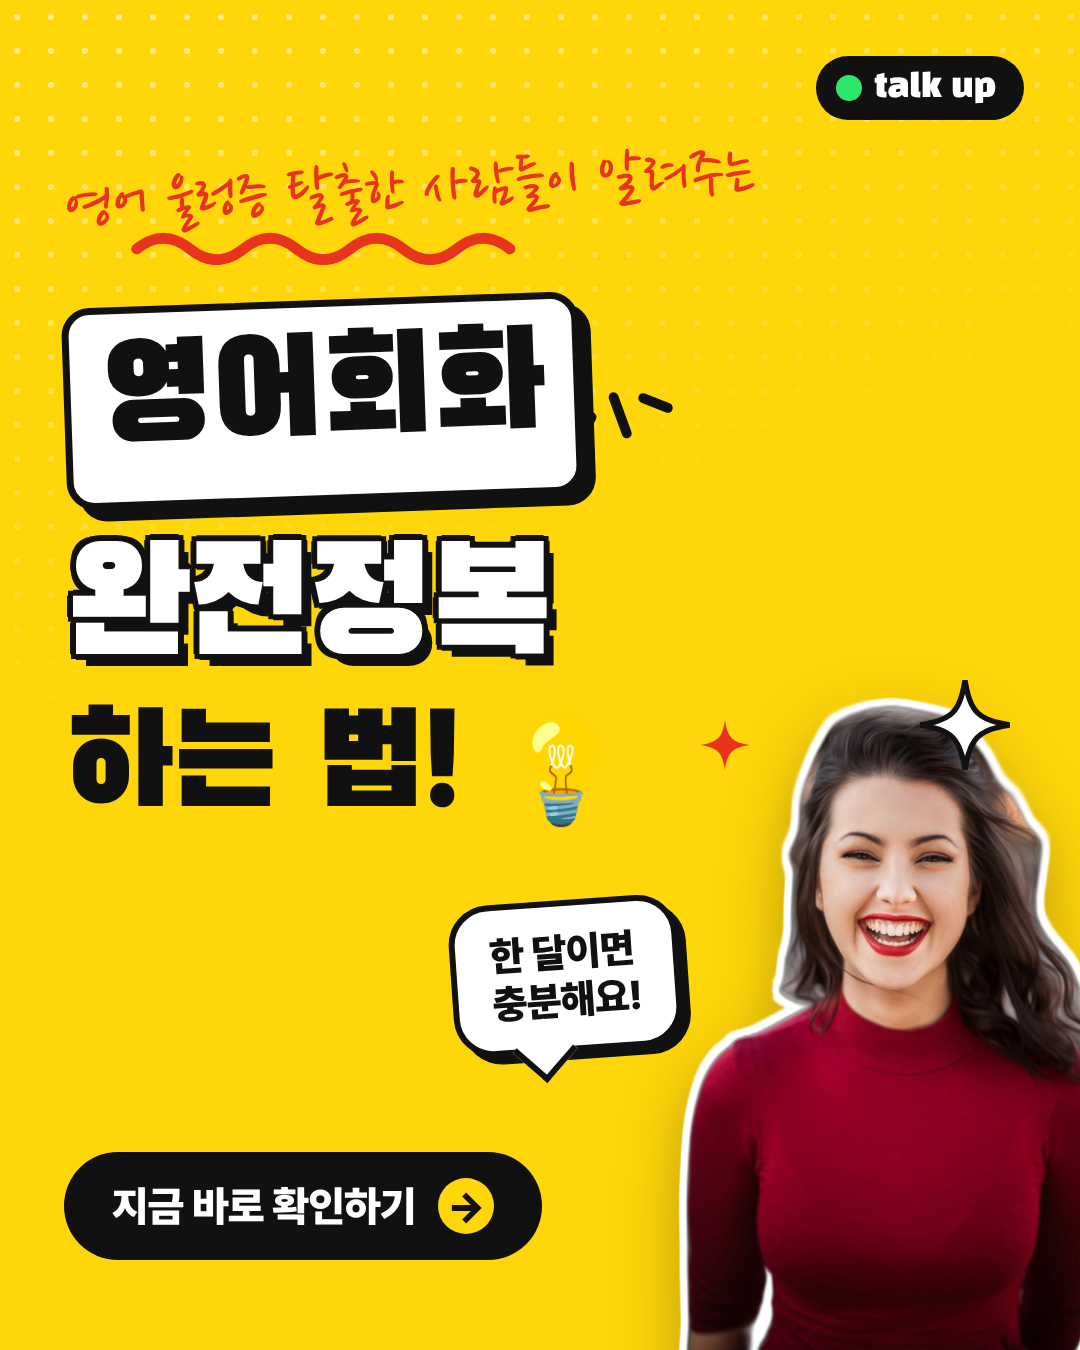 talk up
영어 울렁증 탈출한 사람들이 알려주는
영어회화
완전정복
하는 법!
한 달이면
충분해요!
지금 바로 확인하기